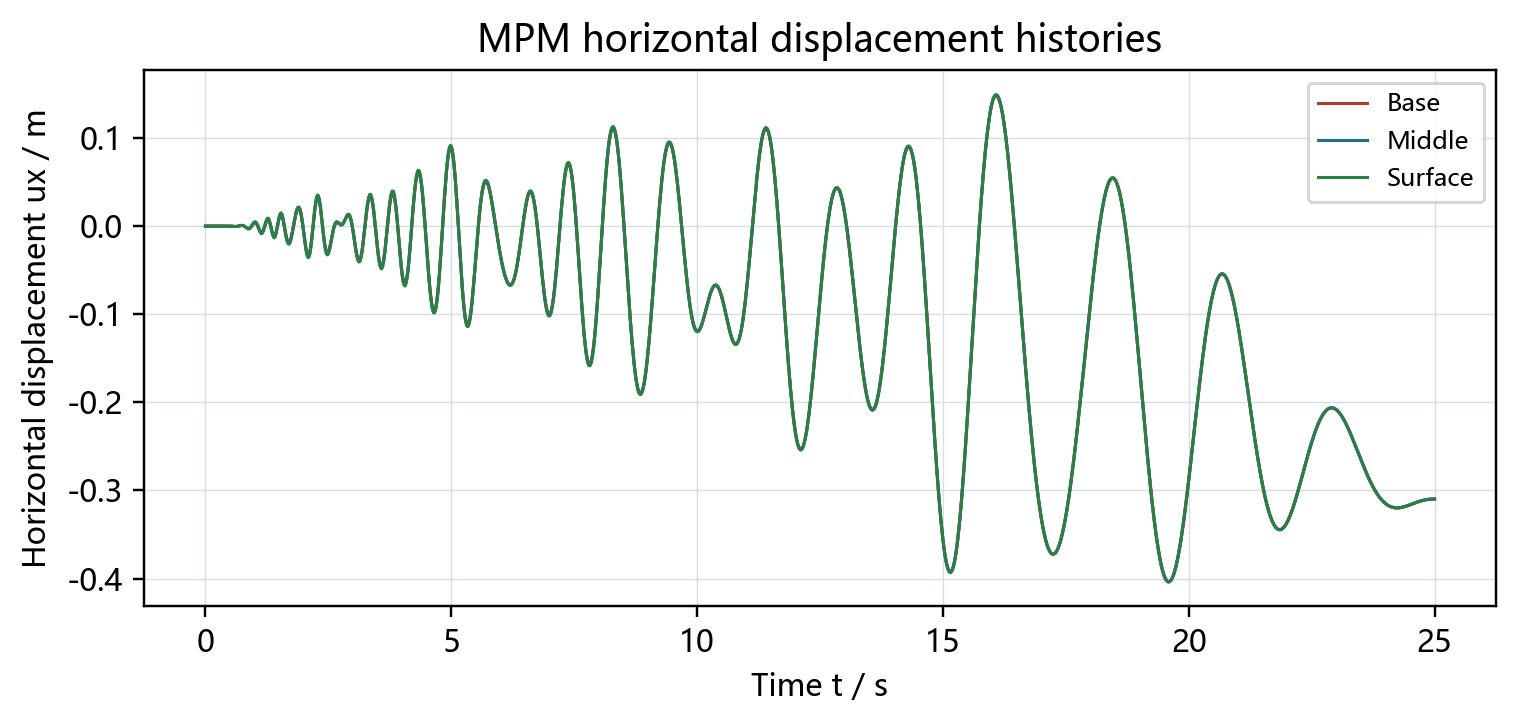 MPM horizontal displacement histories
Horizontal displacement ux / m
0.1
0.0
-0.1
-0.2
-0.3
-0.4
Base
Middle
Surface
0
5
10
15
20
25
Time t / s